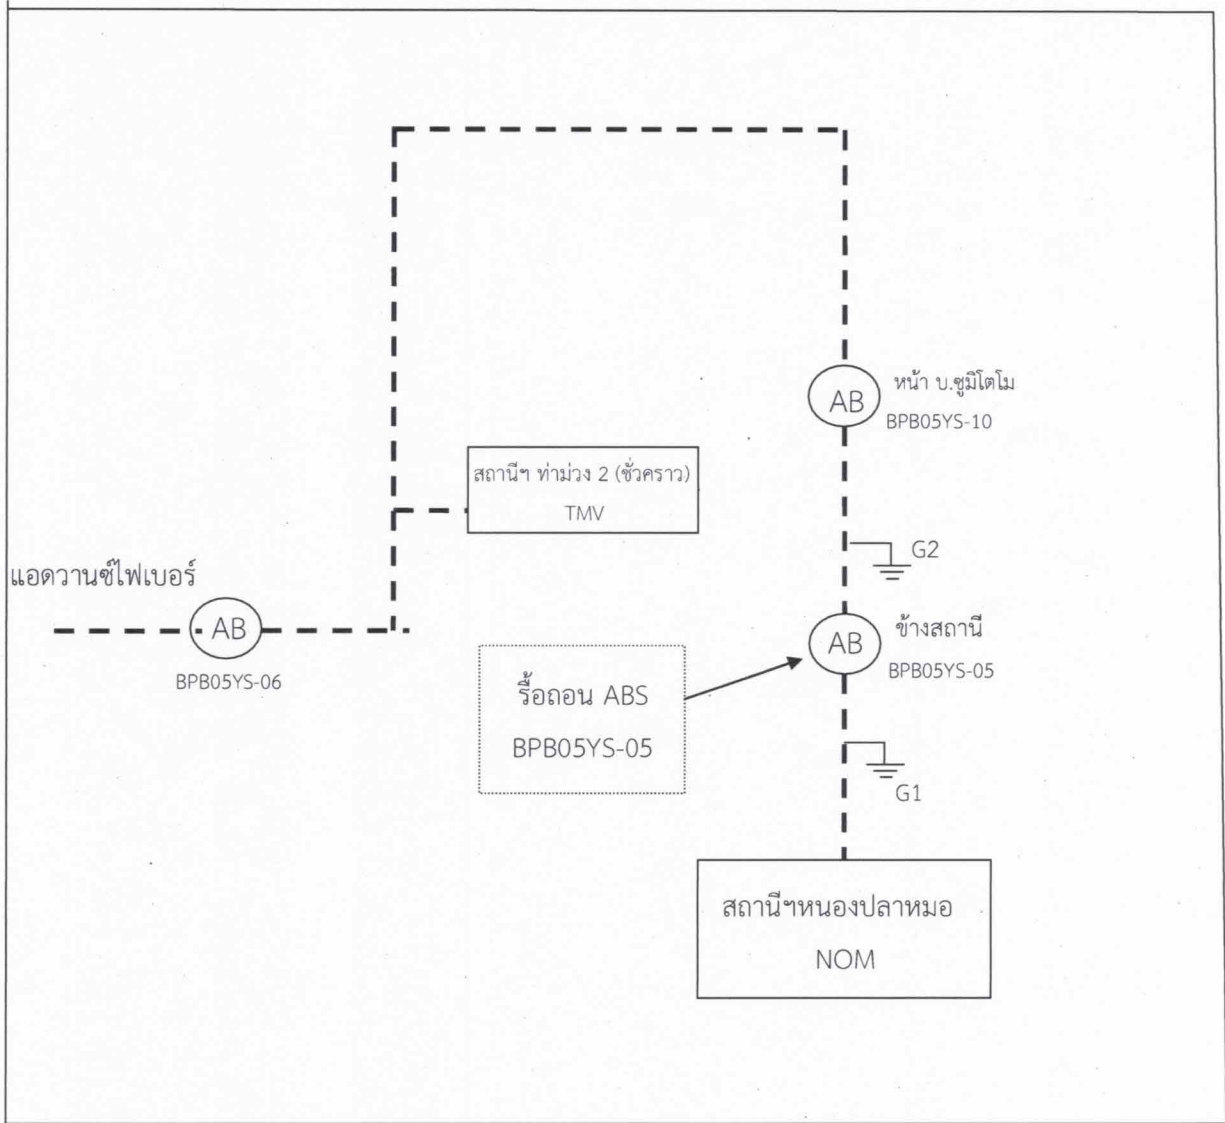 AB
หน้า บ.ซูมิโตโม
BPB05YS-10
สถานีฯ ท่าม่วง 2 (ชั่วคราว)
TMV
G2
แอดวานซ์ไฟเบอร์
AB
BPB05YS-06
AB
ข้างสถานี
BPB05YS-05
รื้อถอน ABS
BPB05YS-05
G1
สถานีฯหนองปลาหมอ
NOM